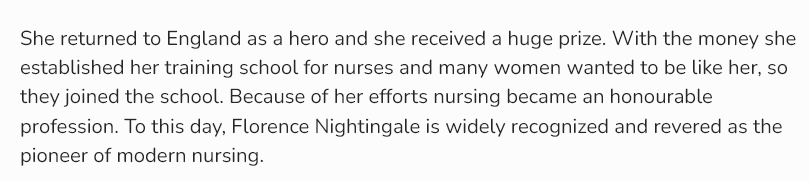 She returned to England as a hero and she received a huge prize. With the money she
established her training school for nurses and many women wanted to be like her, so
they joined the school. Because of her efforts nursing became an honourable
profession. To this day, Florence Nightingale is widely recognized and revered as the
pioneer of modern nursing.